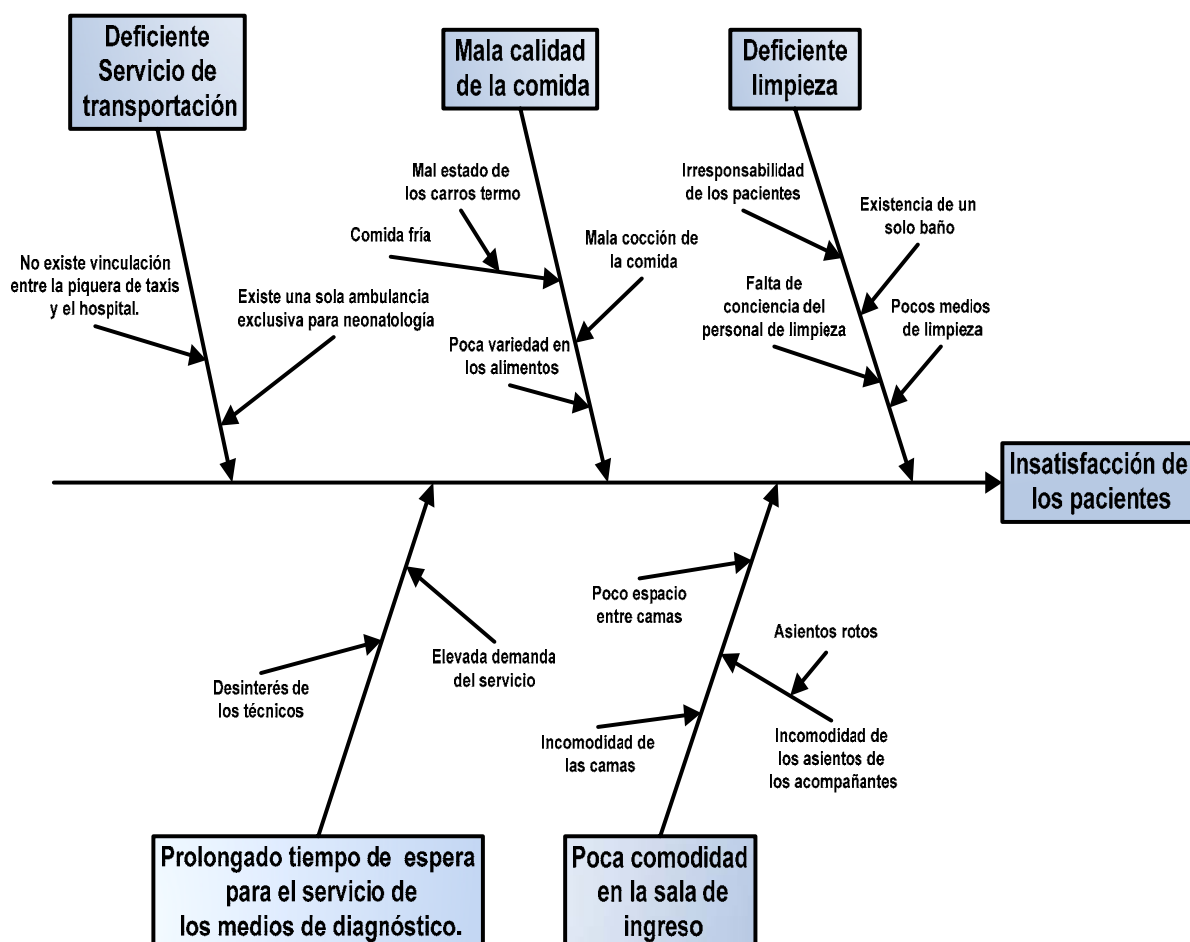 Deficiente
Servicio de
transportación
Mala calidad
de la comida
Deficiente
limpieza
Mal estado de
los carros termo
Comida fría
Mala cocción de
la comida
Poca variedad en
los alimentos
Irresponsabilidad
de los pacientes
Existencia de un
solo baño
Falta de
conciencia del
personal de limpieza
Pocos medios
de limpieza
No existe vinculación
entre la piquera de taxis
y el hospital.
Existe una sola ambulancia
exclusiva para neonatología
Insatisfacción de
los pacientes
Poco espacio
entre camas
Asientos rotos
Elevada demanda
del servicio
Desinterés de
los técnicos
Incomodidad de
las camas
Incomodidad de
los asientos de
los acompañantes
Prolongado tiempo de espera
para el servicio de
los medios de diagnóstico.
Poca comodidad
en la sala de
ingreso